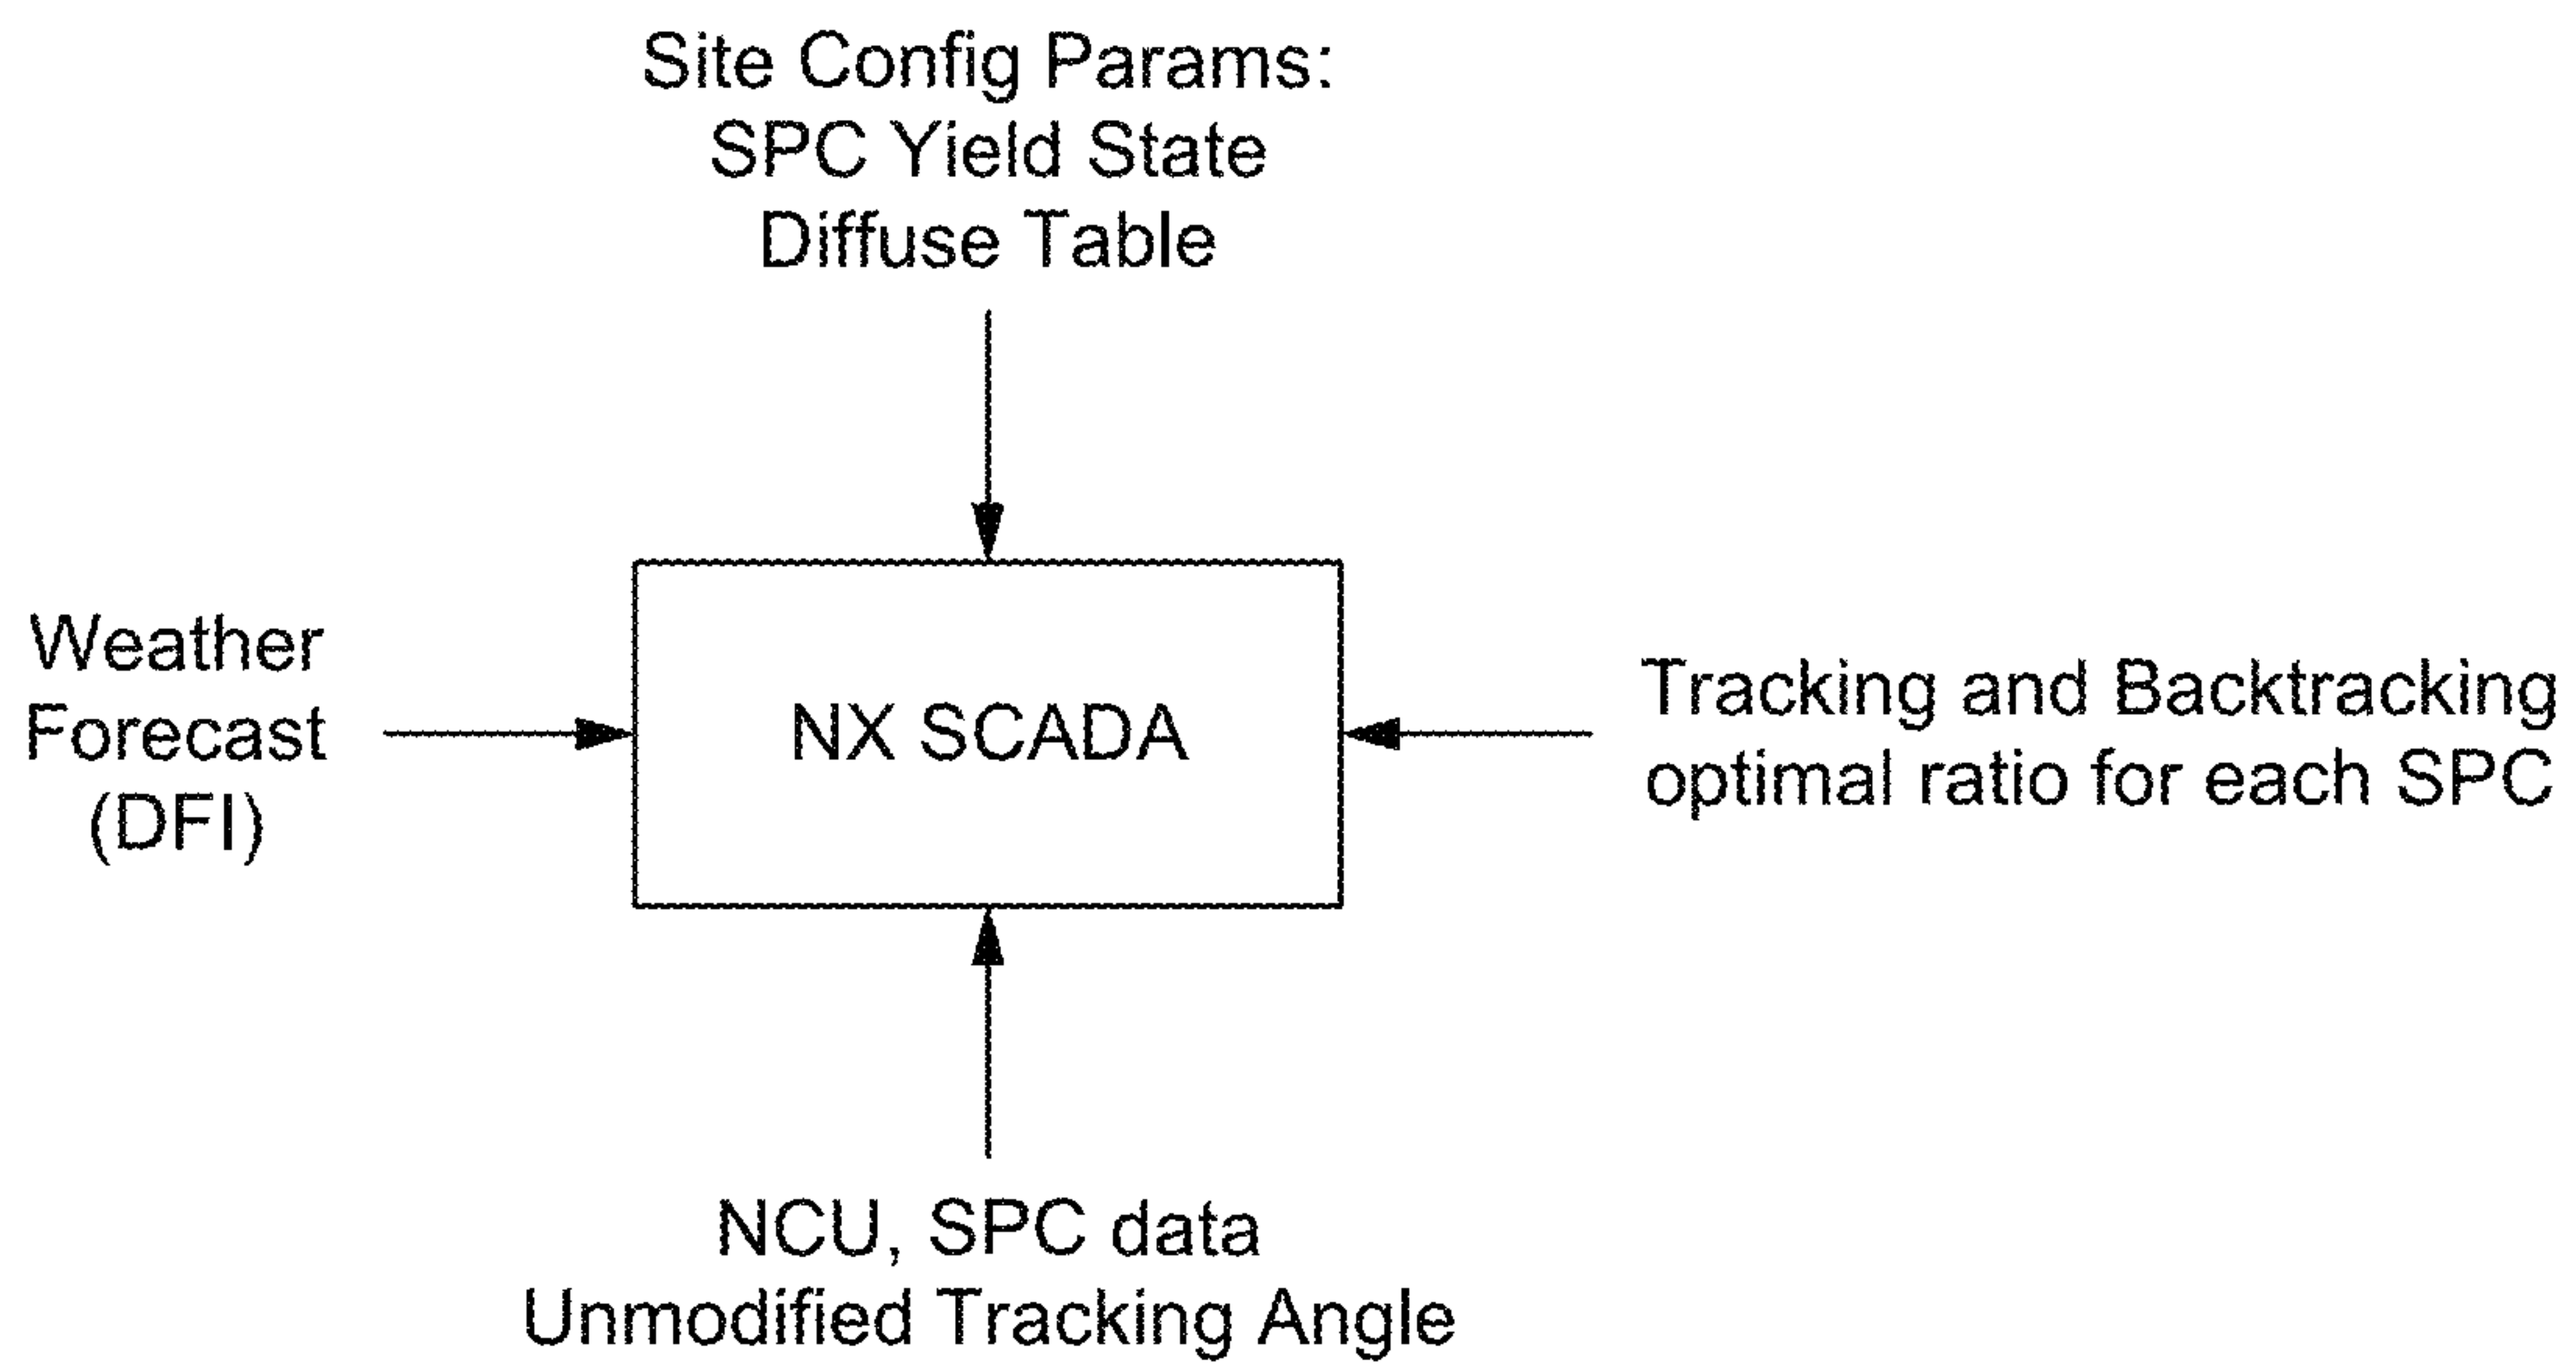 Site Config Params:
SPC Yield State
Diffuse Table
Weather
Forecast
(DFI)
NX SCADA
Tracking and Backtracking
optimal ratio for each SPC
NCU, SPC data
Unmodified Tracking Angle